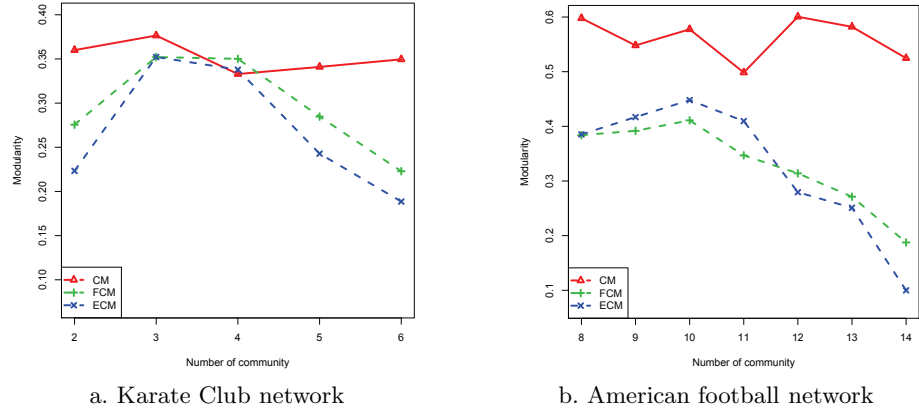 0.40
0.35
0.30
0.25
0.20
0.15
0.10
Modularity
CM
FCM
ECM
2 3 4 5 6
Number of community
a. Karate Club network
0.6
0.5
0.4
0.3
0.2
0.1
Modularity
CM
FCM
ECM
8 9 10 11 12 13 14
Number of community
b. American football network